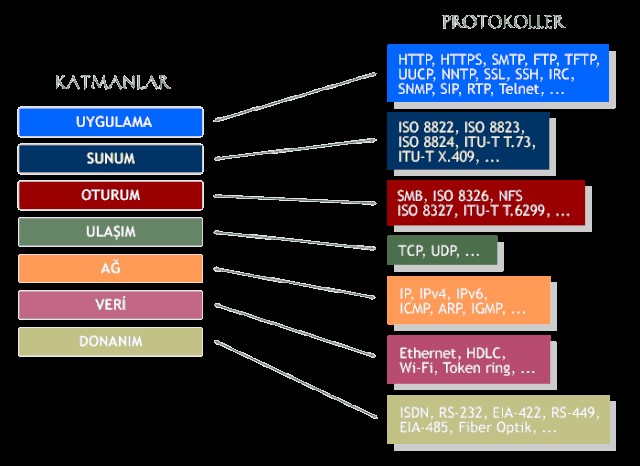 PROTOKOLLER
KATMANLAR
UYGULAMA
SUNUM
OTURUM
ULAŞIM
AĞ
VERİ
DONANIM
HTTP, HTTPS, SMTP, FTP, TFTP,
UUCP, NNTP, SSL, SSH, IRC,
SNMP, SIP, RTP, Telnet, ...
ISO 8822, ISO 8823,
ISO 8824, ITU-T T.73,
ITU-T X.409, ...
SMB, ISO 8326, NFS
ISO 8327, ITU-T T.6299, ...
TCP, UDP, ...
IP, IPv4, IPv6,
ICMP, ARP, IGMP, ...
Ethernet, HDLC,
Wi-Fi, Token ring, ...
ISDN, RS-232, EIA-422, RS-449,
EIA-485, Fiber Optik, ...